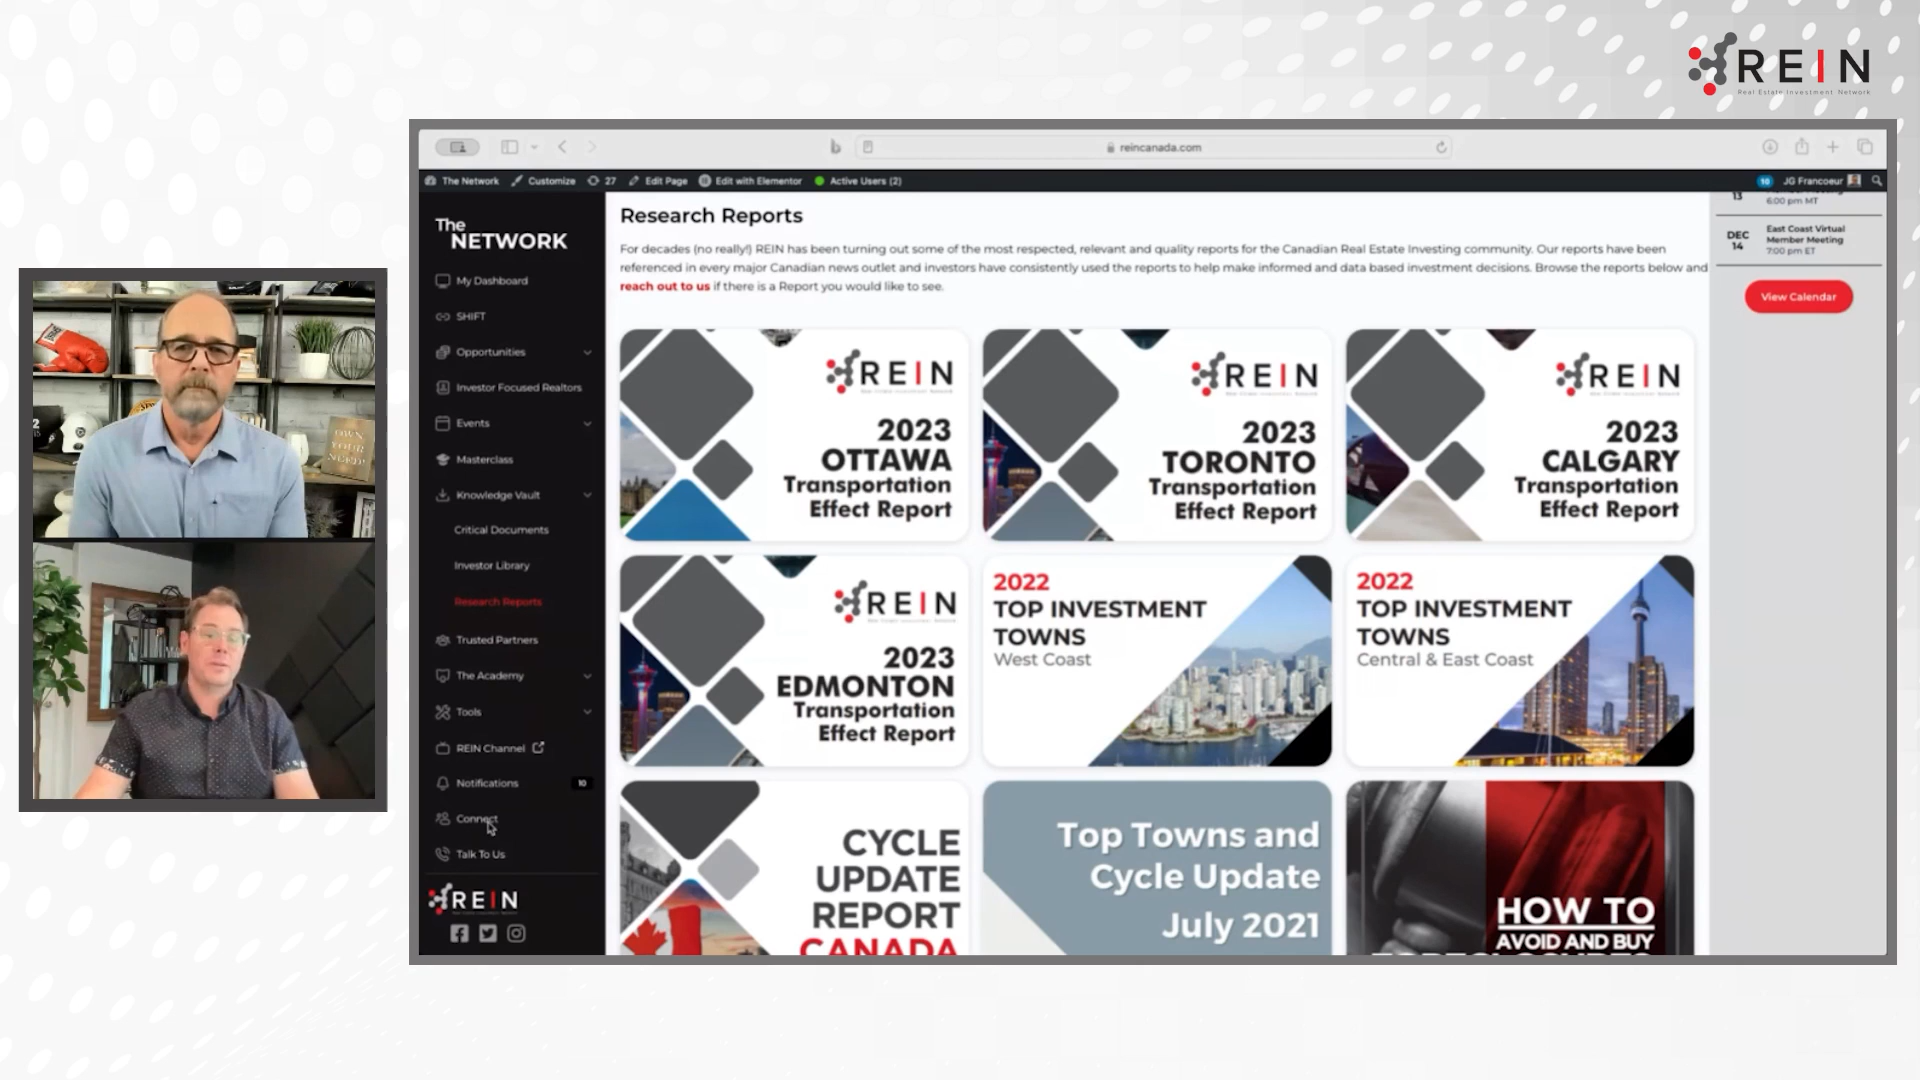 REIN
Real Estate Investment Network
reincanada.com
The Network
Customize
27
Edit Page
Edit with Elementor
Active Users (2)
10
JG Francoeur
The
NETWORK
My Dashboard
SHIFT
Opportunities
Investor Focused Realtors
Events
Masterclass
Knowledge Vault
Critical Documents
Investor Library
Research Reports
Trusted Partners
The Academy
Tools
REIN Channel
Notifications
10
Connect
Talk To Us
REIN
Research Reports
For decades (no really!) REIN has been turning out some of the most respected, relevant and quality reports for the Canadian Real Estate Investing community. Our reports have been
referenced in every major Canadian news outlet and investors have consistently used the reports to help make informed and data based investment decisions. Browse the reports below and
reach out to us if there is a Report you would like to see.
REIN
2023
OTTAWA
Transportation
Effect Report
REIN
2023
TORONTO
Transportation
Effect Report
REIN
2023
CALGARY
Transportation
Effect Report
REIN
2023
EDMONTON
Transportation
Effect Report
2022
TOP INVESTMENT
TOWNS
West Coast
2022
TOP INVESTMENT
TOWNS
Central & East Coast
CYCLE
UPDATE
REPORT
CANADA
Top Towns and
Cycle Update
July 2021
HOW TO
AVOID AND BUY
13
6:00 pm MT
DEC
14
East Coast Virtual
Member Meeting
7:00 pm ET
View Calendar
OWN
YOUR
NEED!